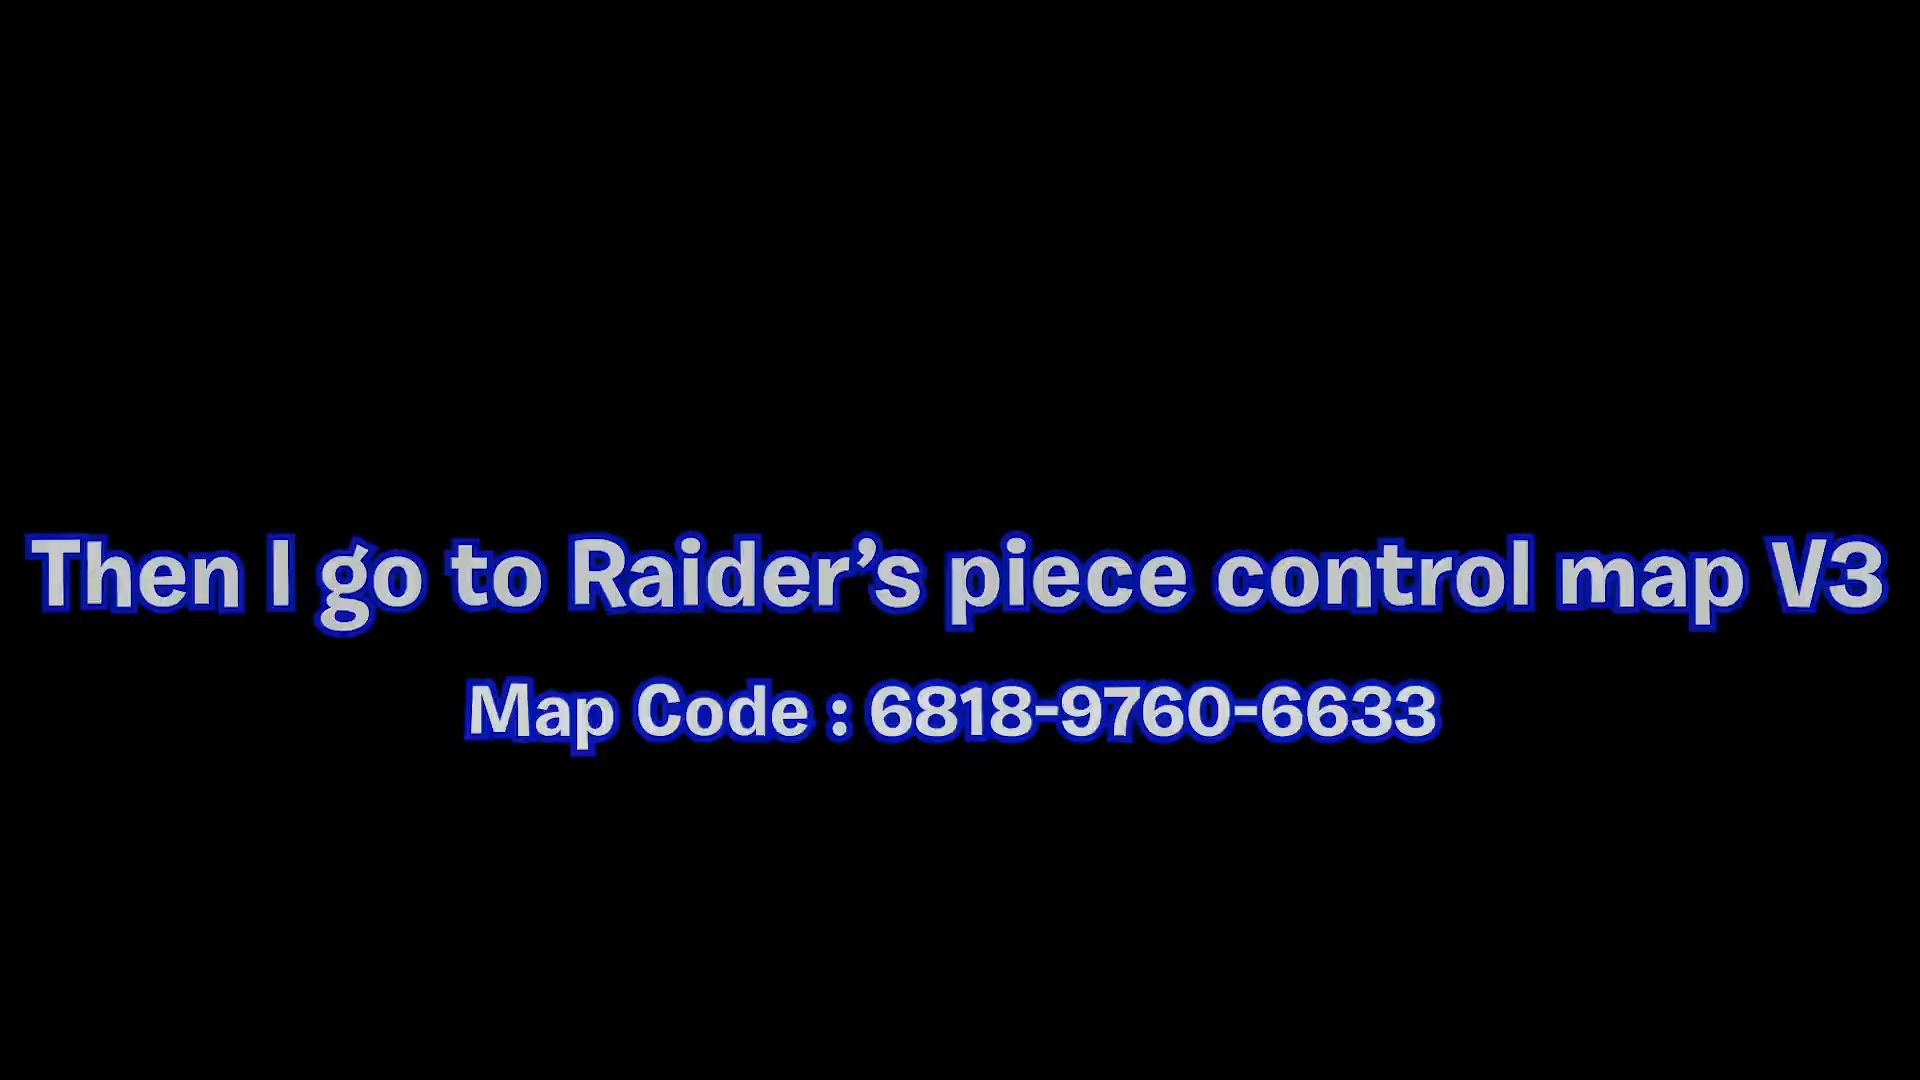 Then I go to Raider’s piece control map V3
Map Code : 6818-9760-6633